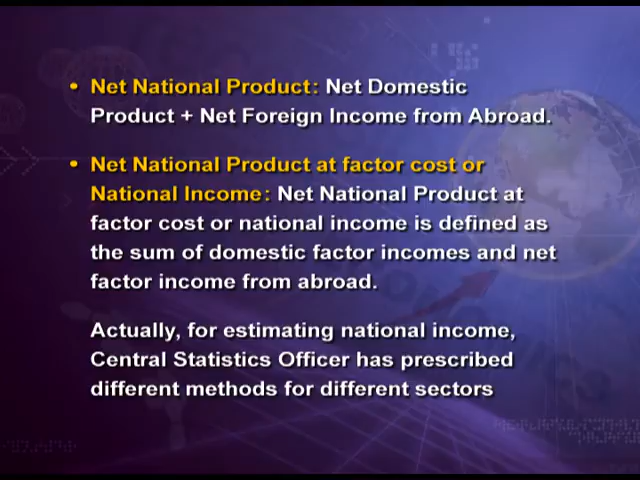 • Net National Product: Net Domestic
Product + Net Foreign Income from Abroad.
• Net National Product at factor cost or
National Income: Net National Product at
factor cost or national income is defined as
the sum of domestic factor incomes and net
factor income from abroad.
Actually, for estimating national income,
Central Statistics Officer has prescribed
different methods for different sectors